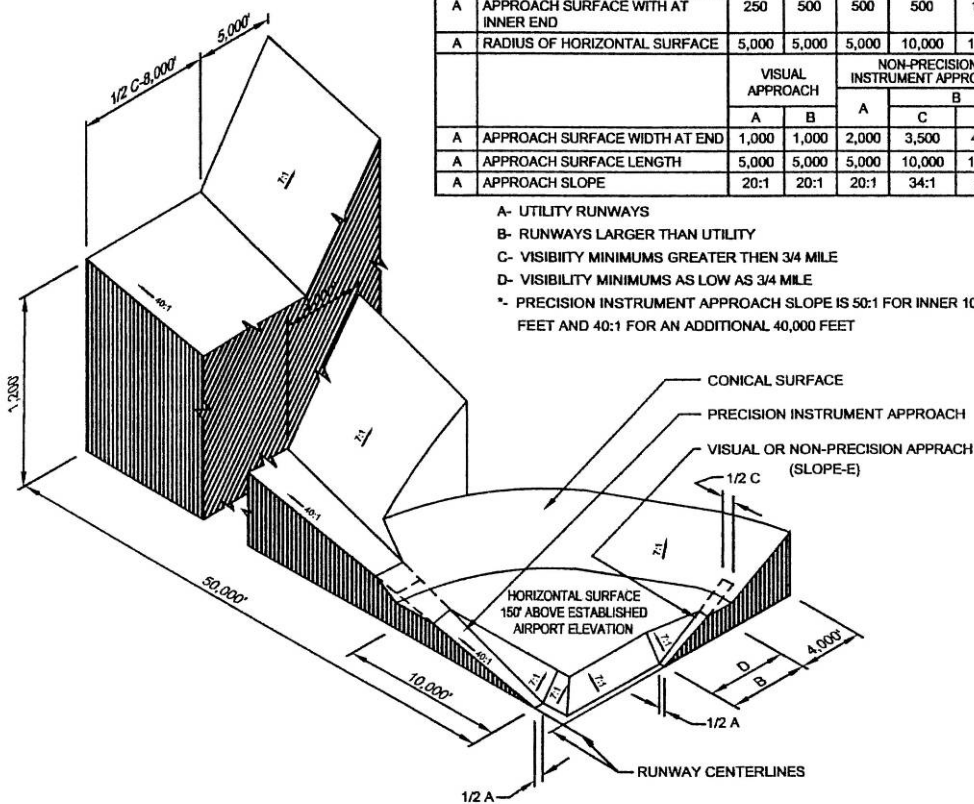 A APPROACH SURFACE WITH AT INNER END 250 500 500 500
A RADIUS OF HORIZONTAL SURFACE 5,000 5,000 5,000 10,000
VISUAL APPROACH
NON-PRECISION
INSTRUMENT
A B A B
C
A APPROACH SURFACE WIDTH AT END 1,000 1,000 2,000 3,500
A APPROACH SURFACE LENGTH 5,000 5,000 5,000 10,000
A APPROACH SLOPE 20:1 20:1 20:1 34:1
A- UTILITY RUNWAYS
B- RUNWAYS LARGER THAN UTILITY
C- VISIBIITY MINIMUMS GREATER THEN 3/4 MILE
D- VISIBILITY MINIMUMS AS LOW AS 3/4 MILE
*- PRECISION INSTRUMENT APPROACH SLOPE IS 50:1 FOR INNER
FEET AND 40:1 FOR AN ADDITIONAL 40,000 FEET
5,000'
1/2 C-8,000'
7:1
40:1
7:1
40:1
CONICAL SURFACE
PRECISION INSTRUMENT APPROACH
VISUAL OR NON-PRECISION APPRACH
(SLOPE-E)
1/2 C
7:1
50,000'
HORIZONTAL SURFACE
150' ABOVE ESTABLISHED
AIRPORT ELEVATION
40:1
7:1
7:1
7:1
7:1
10,000'
D
B
4,000'
1/2 A
RUNWAY CENTERLINES
1/2 A